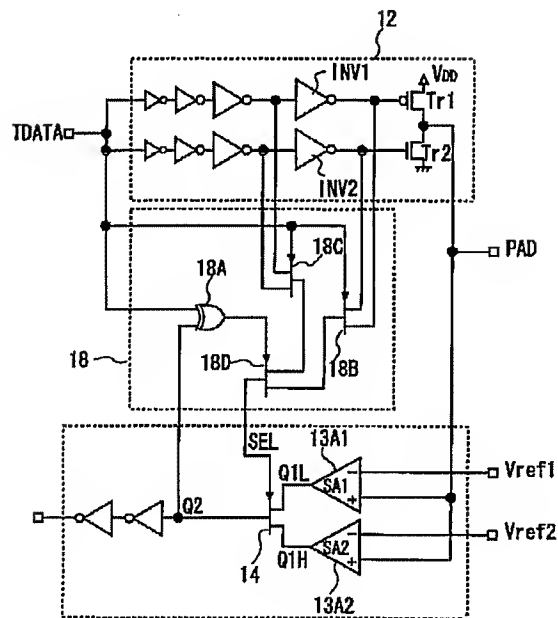 12
INV1
VDD
Tr1
TDATA
Tr2
INV2
18C
PAD
18A
18
18D
18B
SEL
13A1
Q1L
SA1
Vref1
Q2
Vref2
Q1H
SA2
14
13A2